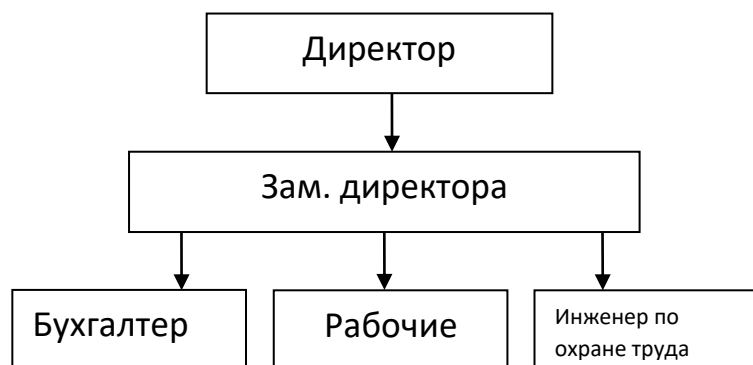 Директор
Зам. директора
Бухгалтер
Рабочие
Инженер по
охране труда